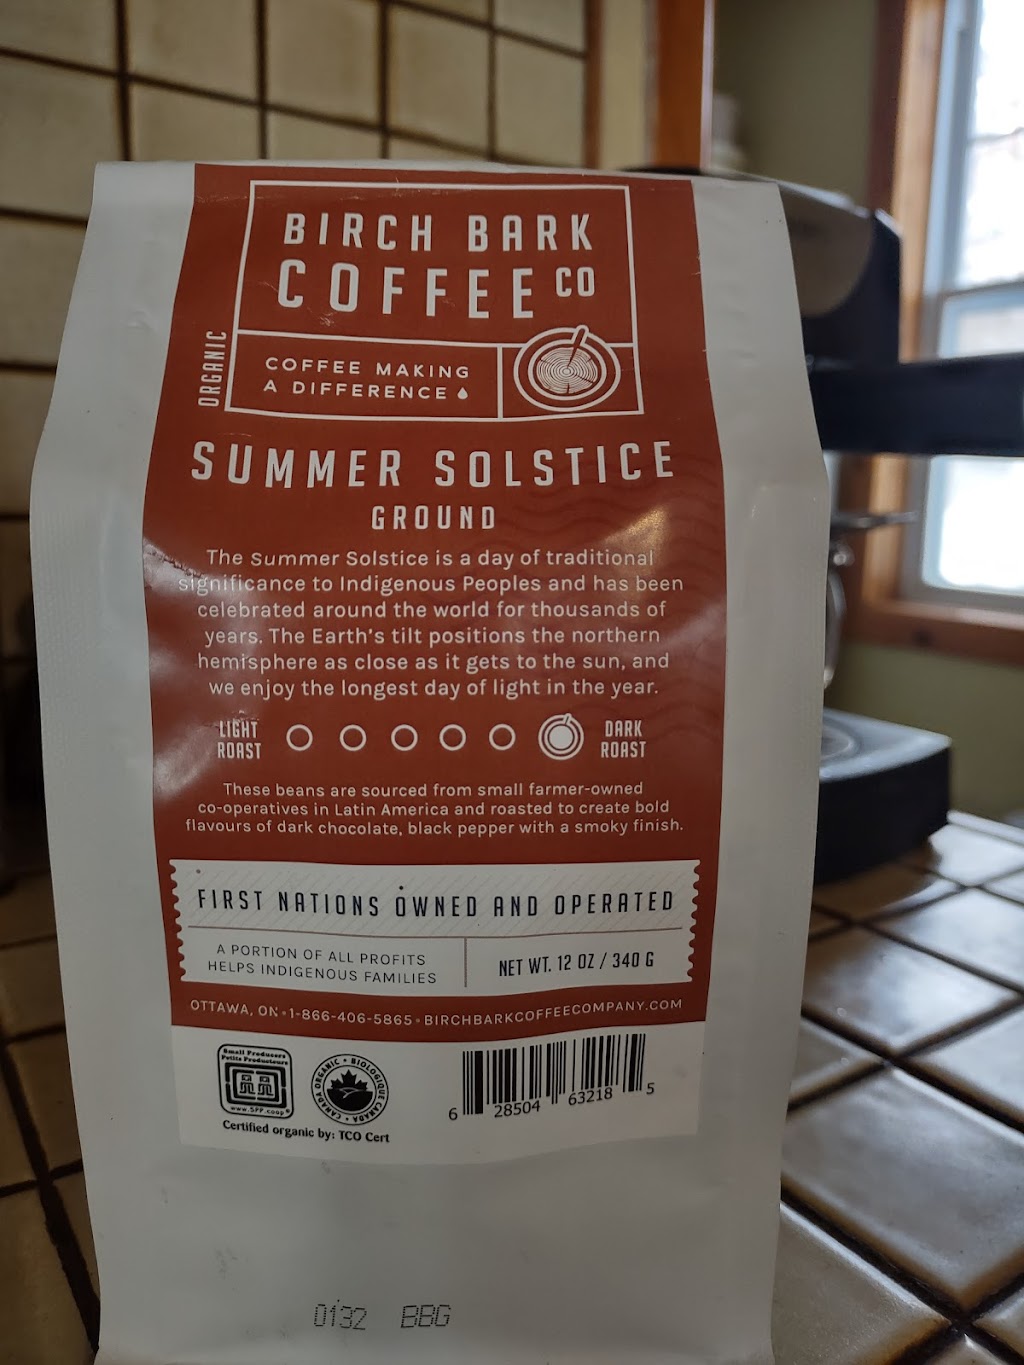 BIRCH BARK
COFFEE CO
ORGANIC
COFFEE MAKING
A DIFFERENCE
SUMMER SOLSTICE
GROUND
The Summer Solstice is a day of traditional
significance to Indigenous Peoples and has been
celebrated around the world for thousands of
years. The Earth's tilt positions the northern
hemisphere as close as it gets to the sun, and
we enjoy the longest day of light in the year.
LIGHT ROAST
DARK ROAST
These beans are sourced from small farmer-owned
co-operatives in Latin America and roasted to create bold
flavours of dark chocolate, black pepper with a smoky finish.
FIRST NATIONS OWNED AND OPERATED
A PORTION OF ALL PROFITS
HELPS INDIGENOUS FAMILIES
NET WT. 12 OZ / 340 G
OTTAWA, ON • 1-866-406-5865 • BIRCHBARKCOFFEECOMPANY.COM
Small Producers
Petits Producteurs
www.SPP.coop
CANADA ORGANIC • BIOLOGIQUE CANADA •
Certified organic by: TCO Cert
6 28504 63218 5
0132 BBG